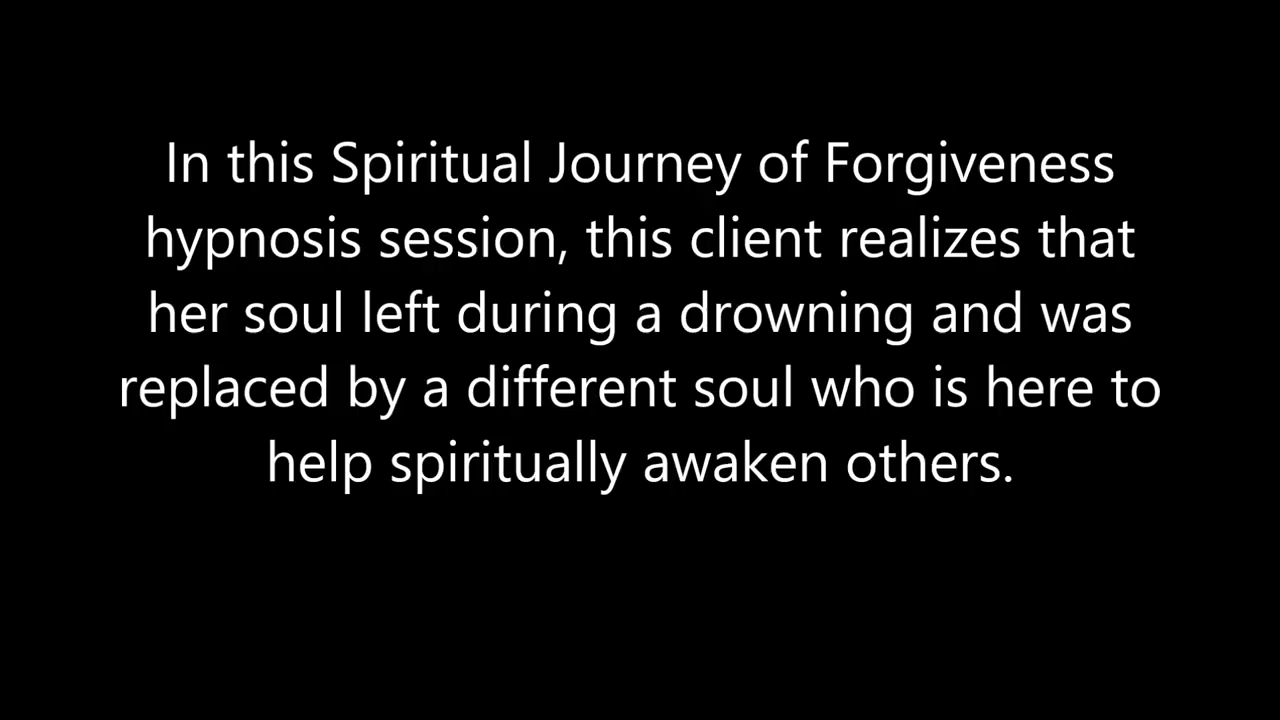 In this Spiritual Journey of Forgiveness
hypnosis session, this client realizes that
her soul left during a drowning and was
replaced by a different soul who is here to
help spiritually awaken others.